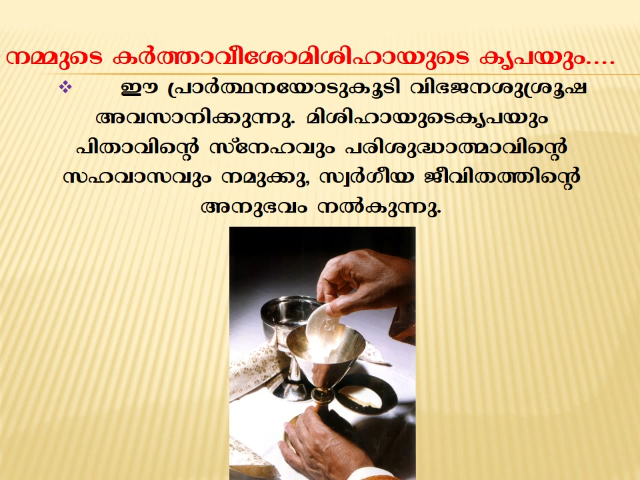 നമ്മുടെ കർത്താവീശോമിശിഹായുടെ കൃപയും....
ഈ പ്രാർത്ഥനയോടുകൂടി വിഭജനശുശ്രൂഷ
അവസാനിക്കുന്നു. മിശിഹായുടെകൃപയും
പിതാവിന്റെ സ്നേഹവും പരിശുദ്ധാത്മാവിന്റെ
സഹവാസവും നമുക്കു, സ്വർഗീയ ജീവിതത്തിന്റെ
അനുഭവം നൽകുന്നു.